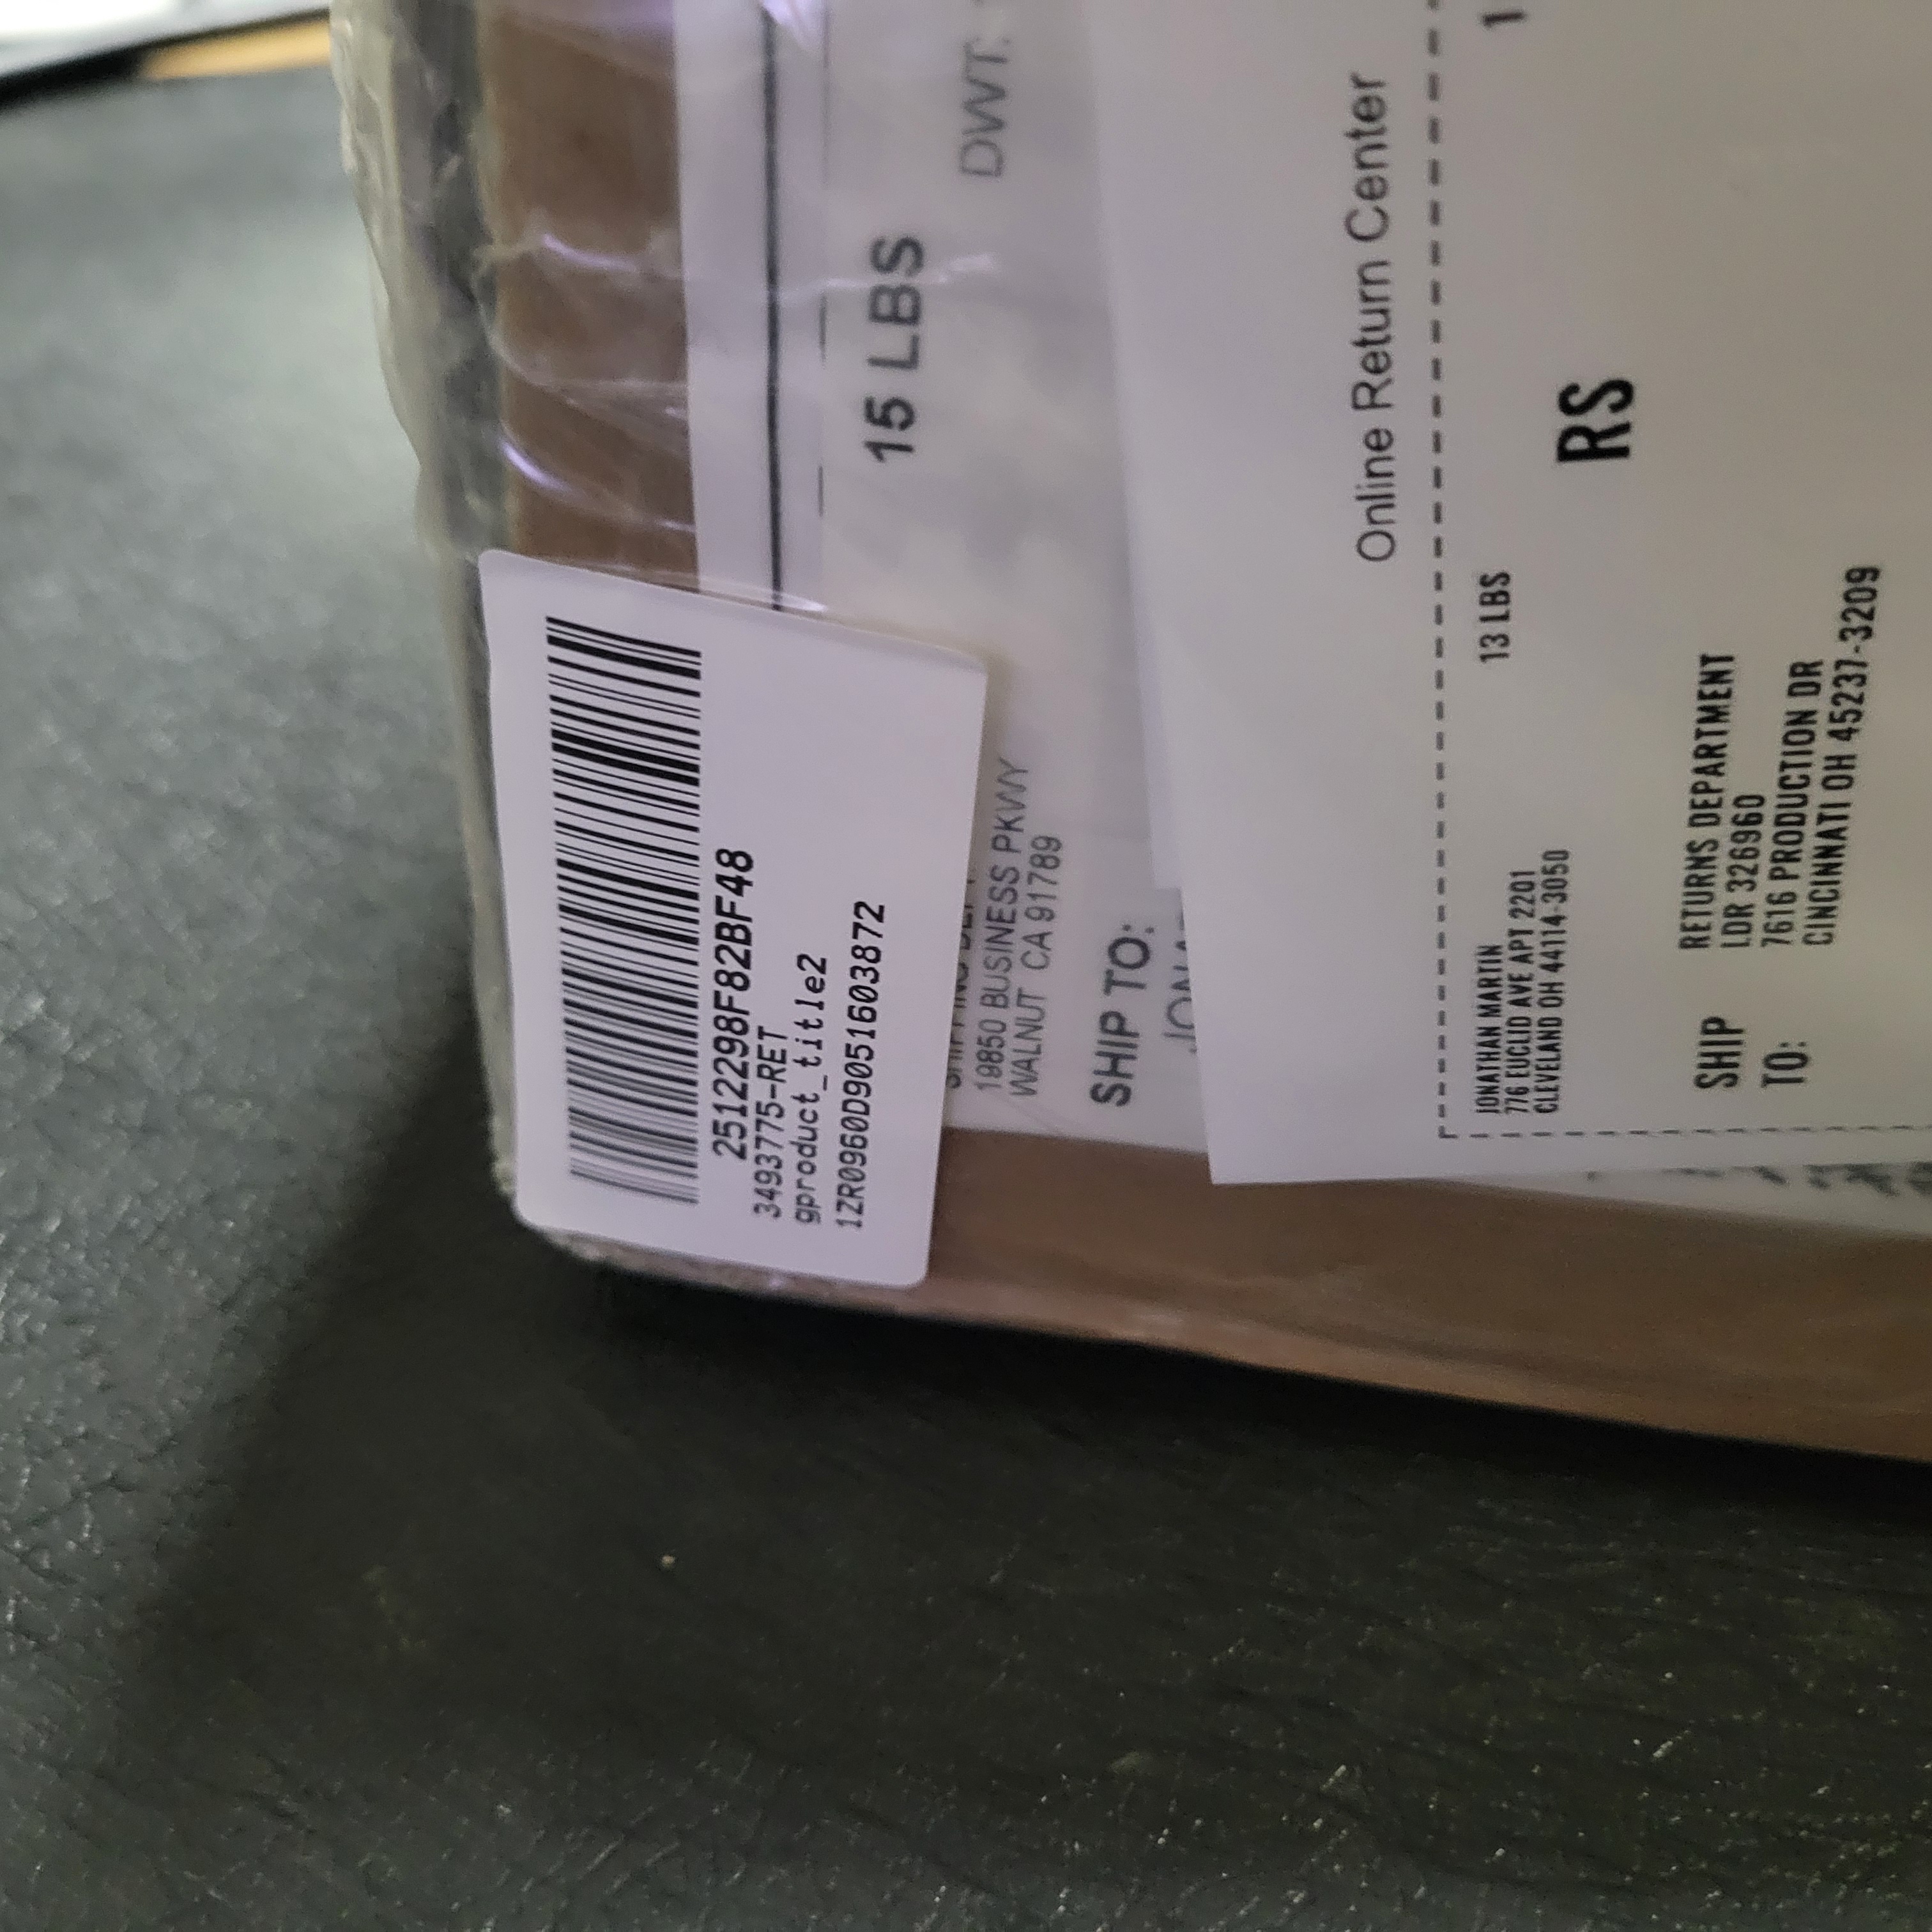 2512298F82BF48
3493775-RET
gproduct_title2
1ZR0960D9051603872
15 LBS
DWT:
19850 BUSINESS PKWY
WALNUT CA 91789
SHIP TO:
Online Return Center
13 LBS
1
RS
JONATHAN MARTIN
776 EUCLID AVE APT 2201
CLEVELAND OH 44114-3050
SHIP
TO:
RETURNS DEPARTMENT
LDR 326960
7616 PRODUCTION DR
CINCINNATI OH 45237-3209